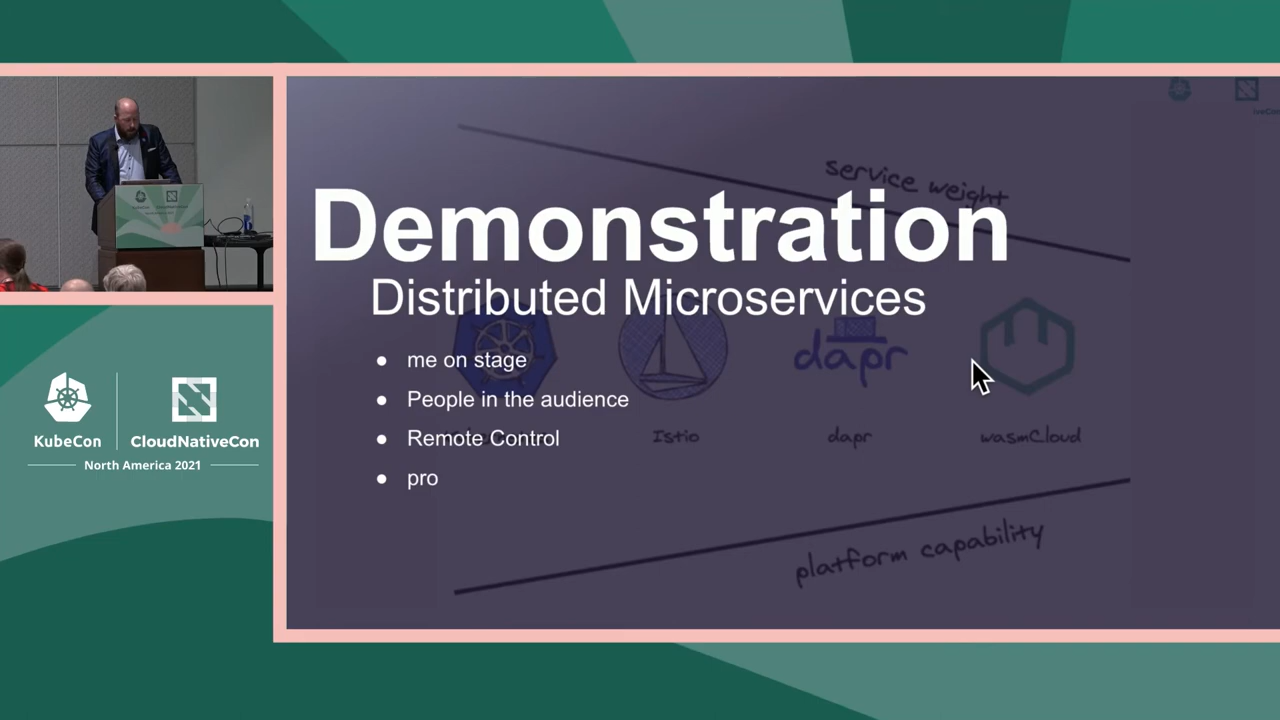 service weight
Demonstration
Distributed Microservices
● me on stage
● People in the audience
● Remote Control
● pro
dapr
Istio
dapr
wasmCloud
platform capability
KubeCon
CloudNativeCon
North America 2021